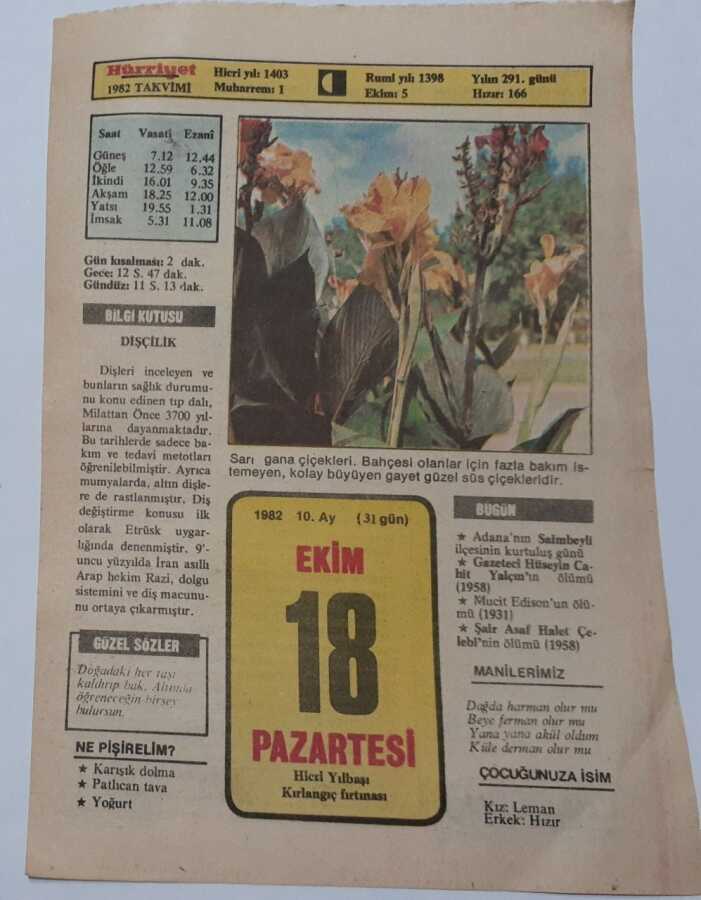 Hürriyet
1982 TAKVİMİ
Hicri yıl: 1403
Muharrem: 1
Rumî yıl: 1398
Ekim: 5
Yılın 291. günü
Hızır: 166
Saat Vasatî Ezanî
Güneş 7.12 12.44
Öğle 12.59 6.32
İkindi 16.01 9.35
Akşam 18.25 12.00
Yatsı 19.55 1.31
İmsak 5.31 11.08
Gün kısalması: 2 dak.
Gece: 12 S. 47 dak.
Gündüz: 11 S. 13 dak.
BİLGİ KUTUSU
DİŞÇİLİK
Dişleri inceleyen ve
bunların sağlık durumu-
nu konu edinen tıp dalı,
Milattan Önce 3700 yıl-
larına dayanmaktadır.
Bu tarihlerde sadece ba-
kım ve tedavi metotları
öğrenilebilmiştir. Ayrıca
mumyalarda, altın dişle-
re de rastlanmıştır. Diş
değiştirme konusu ilk
olarak Etrüsk uygar-
lığında denenmiştir. 9'
uncu yüzyılda İran asıllı
Arap hekim Razi, dolgu
sistemini ve diş macunu-
nu ortaya çıkarmıştır.
GÜZEL SÖZLER
Doğadaki her taşı
kaldırıp bak. Altında
öğreneceğin birşey
bulursun.
NE PİŞİRELİM?
★ Karışık dolma
★ Patlıcan tava
★ Yoğurt
Sarı gana çiçekleri. Bahçesi olanlar için fazla bakım is-
temeyen, kolay büyüyen gayet güzel süs çiçekleridir.
1982 10. Ay (31 gün)
EKİM
18
PAZARTESİ
Hicri Yılbaşı
Kırlangıç fırtınası
BUGÜN
★ Adana'nın Saimbeyli
ilçesinin kurtuluş günü
★ Gazeteci Hüseyin Ca-
hit Yalçın'ın ölümü
(1958)
★ Mucit Edison'un ölü-
mü (1931)
★ Şair Asaf Halet Çe-
lebi'nin ölümü (1958)
MANİLERİMİZ
Dağda harman olur mu
Beye ferman olur mu
Yana yana akül oldum
Küle derman olur mu
ÇOCUĞUNUZA İSİM
Kız: Leman
Erkek: Hızır